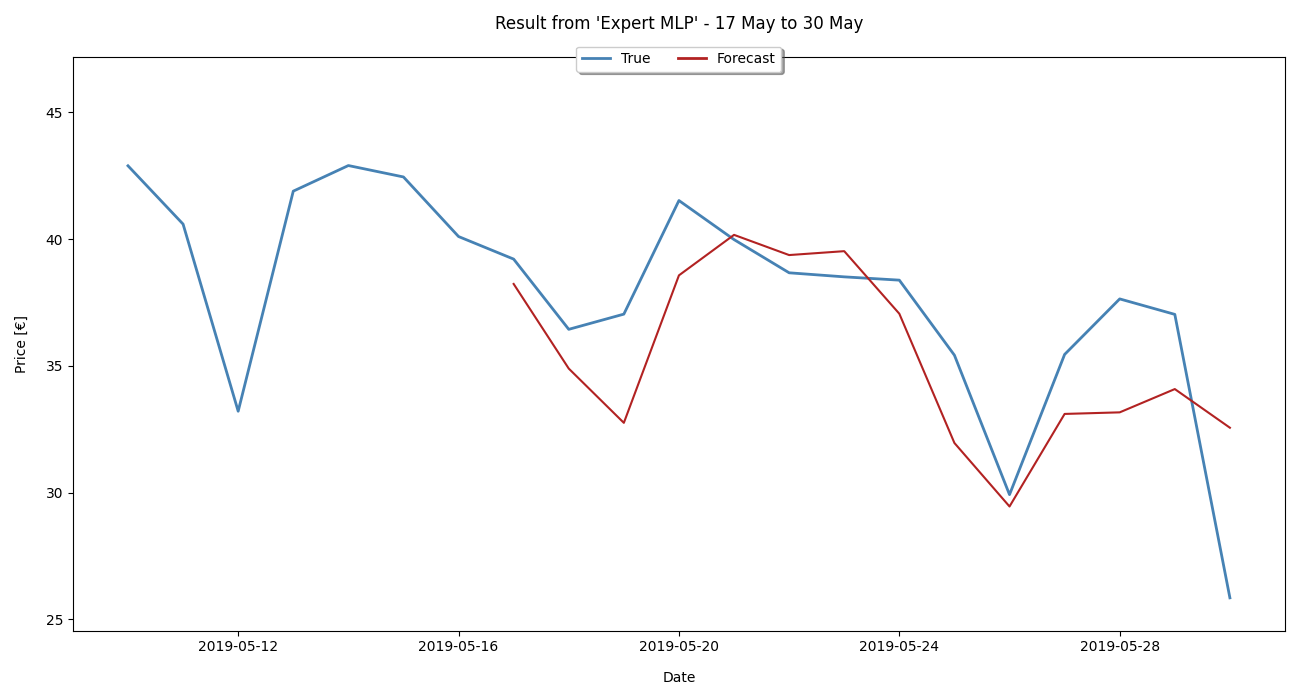 Result from 'Expert MLP' - 17 May to 30 May
True
Forecast
45
40
35
30
25
Price [€]
2019-05-12
2019-05-16
2019-05-20
2019-05-24
2019-05-28
Date